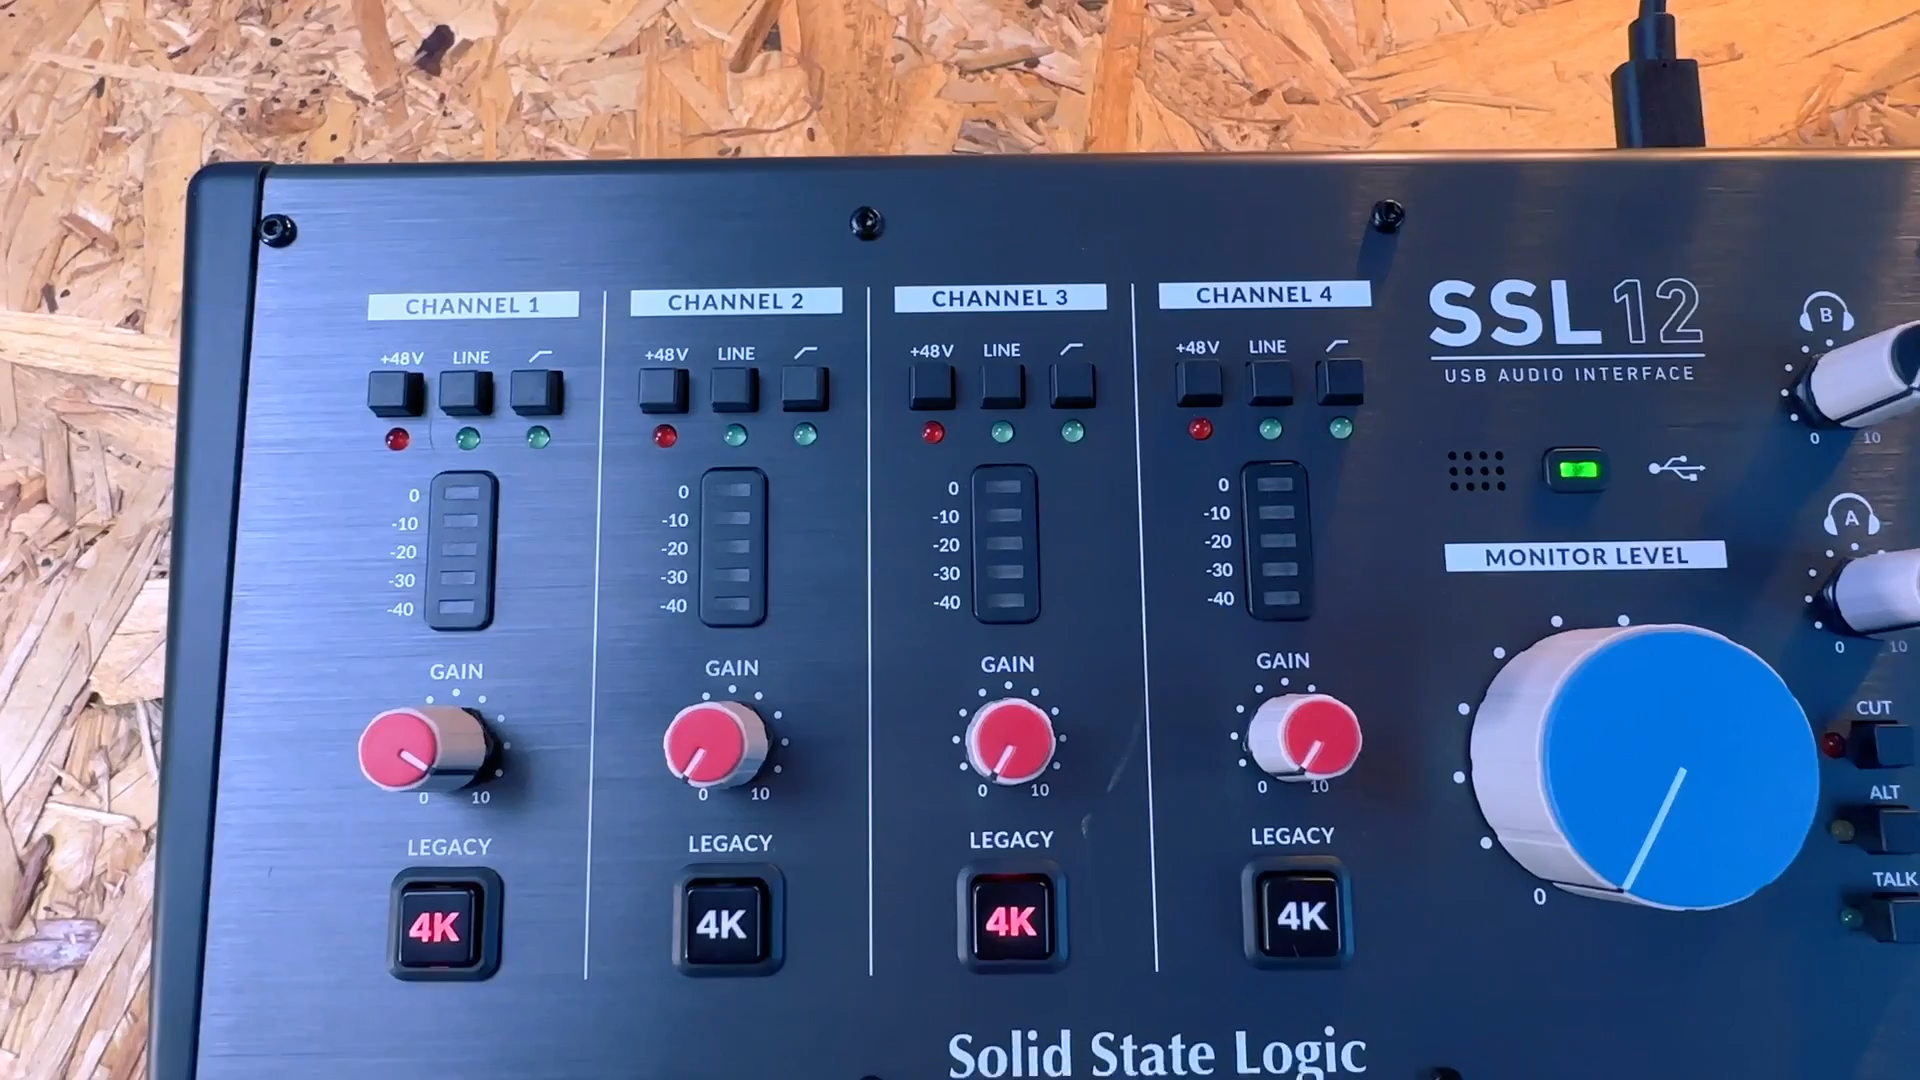 CHANNEL 1
+48V LINE
0
-10
-20
-30
-40
GAIN
0 10
LEGACY
4K
CHANNEL 2
+48V LINE
0
-10
-20
-30
-40
GAIN
0 10
LEGACY
4K
CHANNEL 3
+48V LINE
0
-10
-20
-30
-40
GAIN
0 10
LEGACY
4K
CHANNEL 4
+48V LINE
0
-10
-20
-30
-40
GAIN
0 10
LEGACY
4K
SSL 12
USB AUDIO INTERFACE
MONITOR LEVEL
0
B
0 10
A
0 10
CUT
ALT
TALK
Solid State Logic